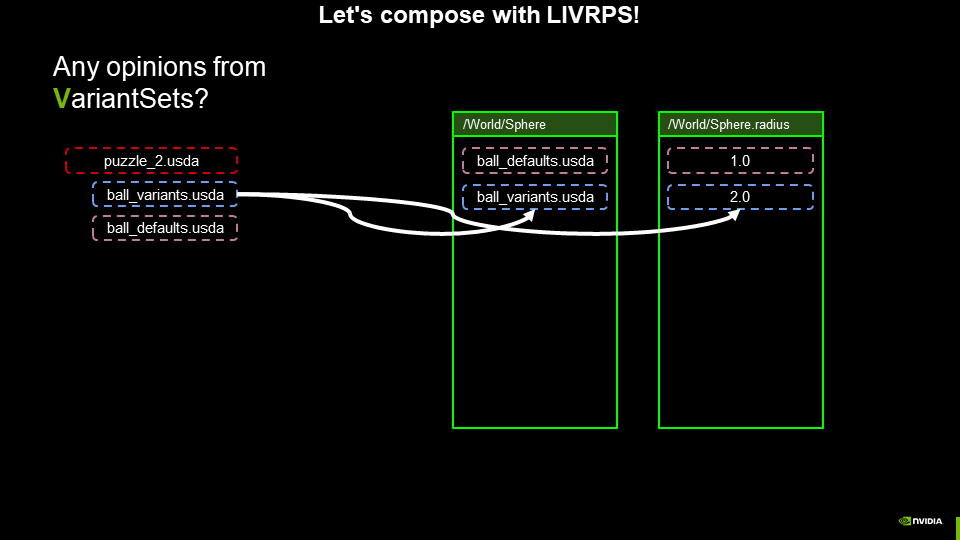 Let's compose with LIVRPS!
Any opinions from
VariantSets?
puzzle_2.usda
ball_variants.usda
ball_defaults.usda
/World/Sphere
ball_defaults.usda
ball_variants.usda
/World/Sphere.radius
1.0
2.0
NVIDIA.